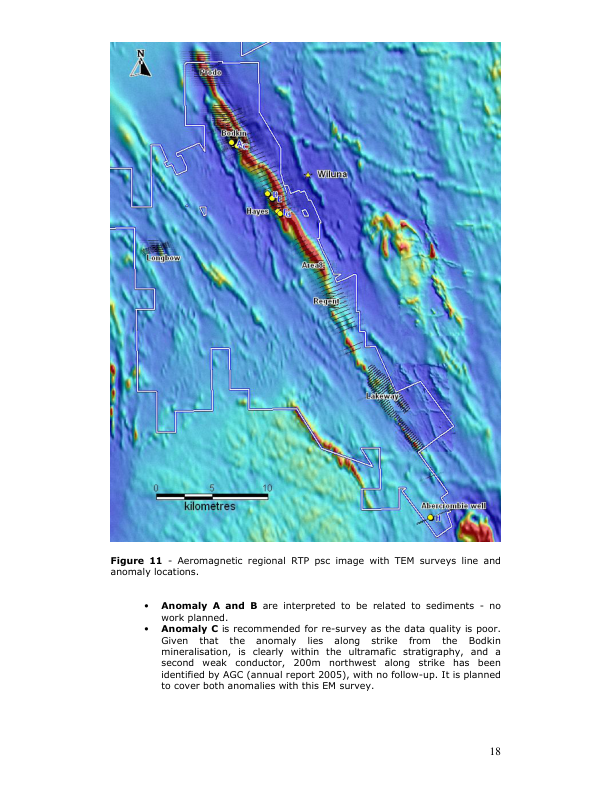 N
Prado
Bodkin
A
Wiluna
Hayes
Longbow
Area5
Regent
Lakeway
0 5 10
kilometres
Abercrombie well
H
Figure 11 - Aeromagnetic regional RTP psc image with TEM surveys line and
anomaly locations.
• Anomaly A and B are interpreted to be related to sediments - no
work planned.
• Anomaly C is recommended for re-survey as the data quality is poor.
Given that the anomaly lies along strike from the Bodkin
mineralisation, is clearly within the ultramafic stratigraphy, and a
second weak conductor, 200m northwest along strike has been
identified by AGC (annual report 2005), with no follow-up. It is planned
to cover both anomalies with this EM survey.
18